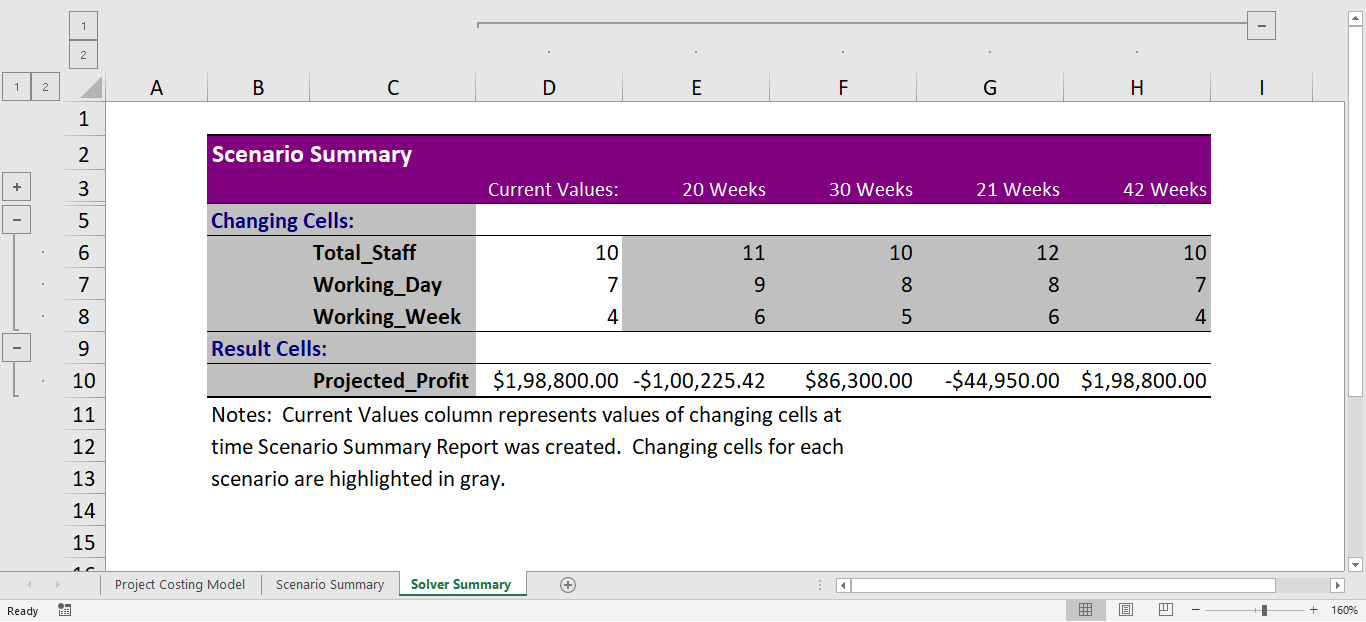 1
2
1 2 A B C D E F G H I
1
2 Scenario Summary
3 Current Values: 20 Weeks 30 Weeks 21 Weeks 42 Weeks
5 Changing Cells:
6 Total_Staff 10 11 10 12 10
7 Working_Day 7 9 8 8 7
8 Working_Week 4 6 5 6 4
9 Result Cells:
10 Projected_Profit $1,98,800.00 -$1,00,225.42 $86,300.00 -$44,950.00 $1,98,800.00
11 Notes:  Current Values column represents values of changing cells at
12 time Scenario Summary Report was created.  Changing cells for each
13 scenario are highlighted in gray.
14
15
Project Costing Model Scenario Summary Solver Summary
Ready 160%